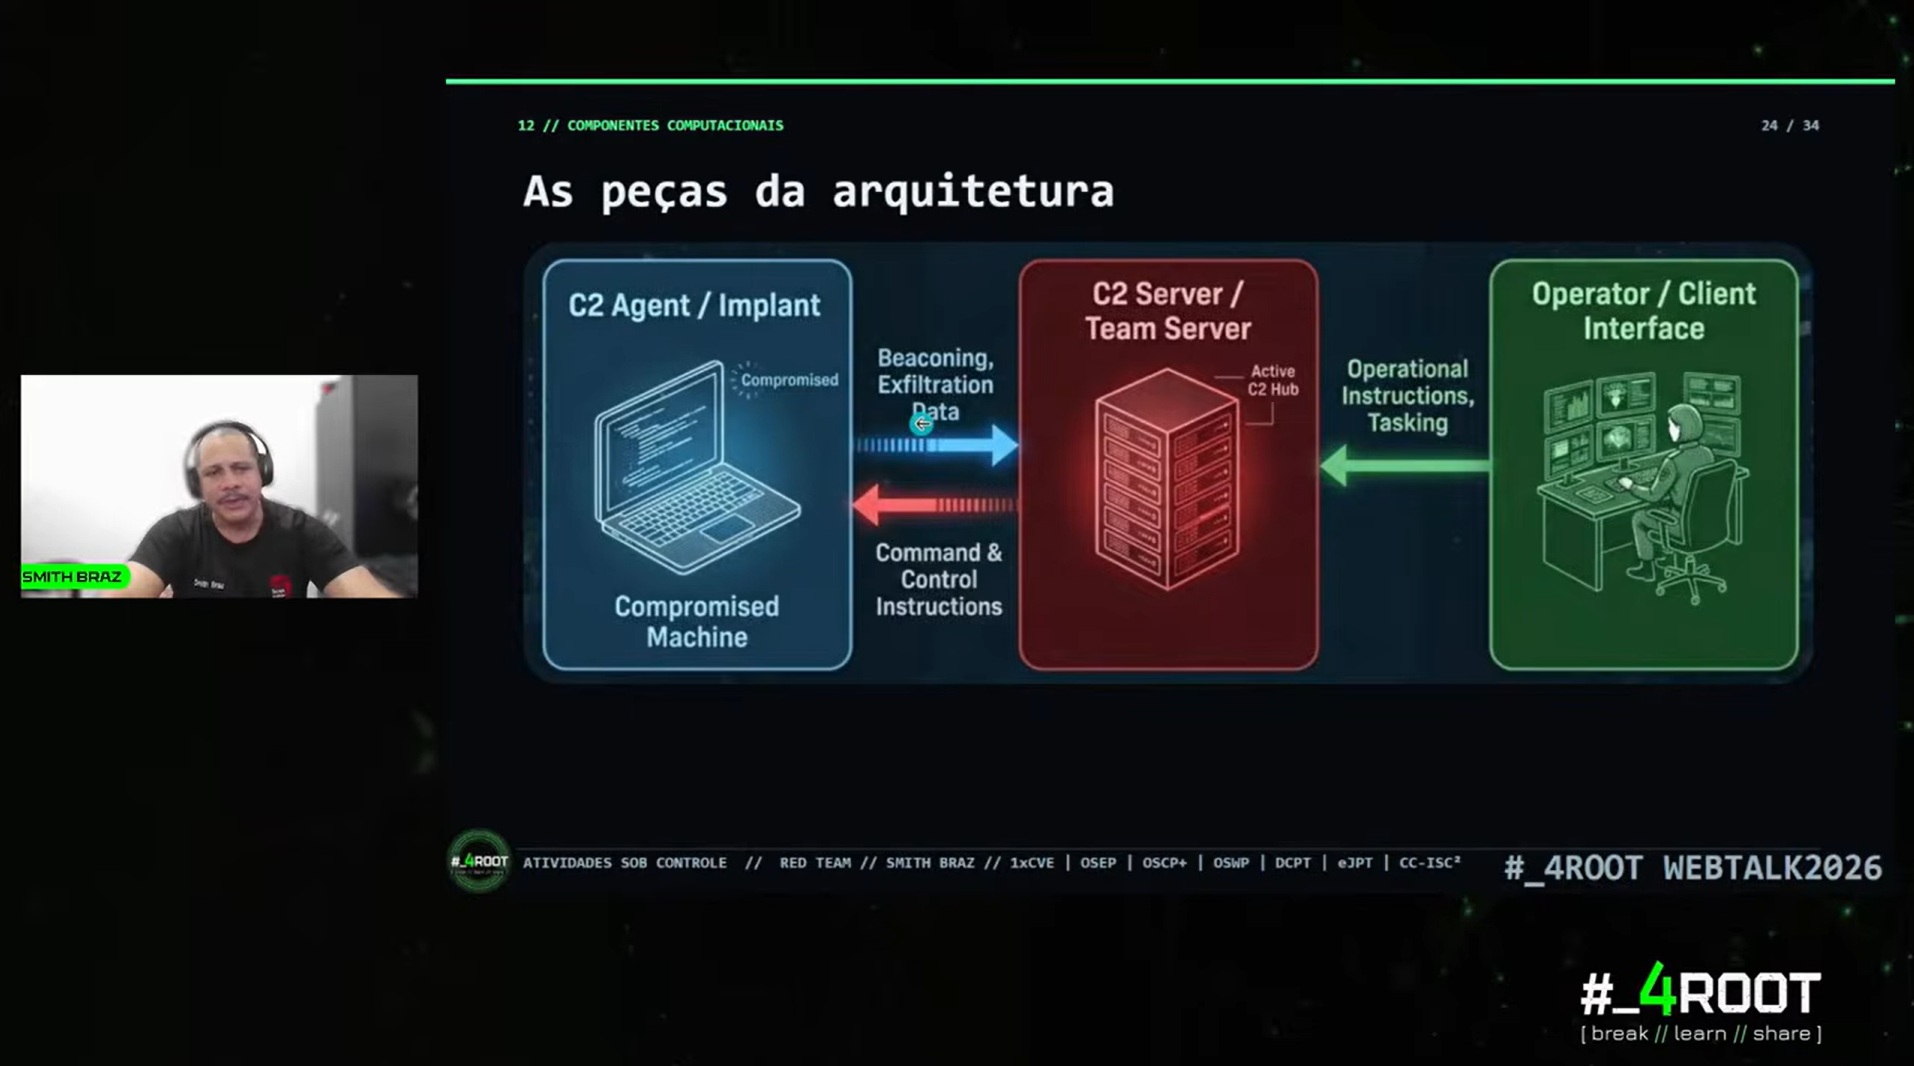 12 // COMPONENTES COMPUTACIONAIS
24 / 34
As peças da arquitetura
C2 Agent / Implant
Compromised
Compromised
Machine
Beaconing,
Exfiltration
Data
Command &
Control
Instructions
C2 Server /
Team Server
Active
C2 Hub
Operational
Instructions,
Tasking
Operator / Client
Interface
SMITH BRAZ
Smith Braz
#_4ROOT
ATIVIDADES SOB CONTROLE // RED TEAM // SMITH BRAZ // 1xCVE | OSEP | OSCP+ | OSWP | DCPT | eJPT | CC-ISC²
#_4ROOT WEBTALK2026
#_4ROOT
[ break // learn // share ]